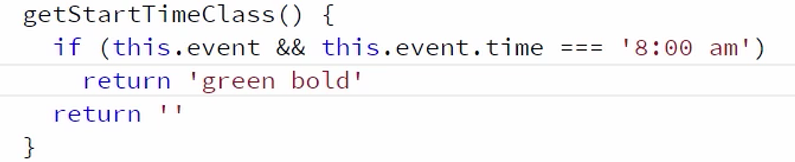 getStartTimeClass() {
  if (this.event && this.event.time === '8:00 am')
    return 'green bold'
  return ''
}